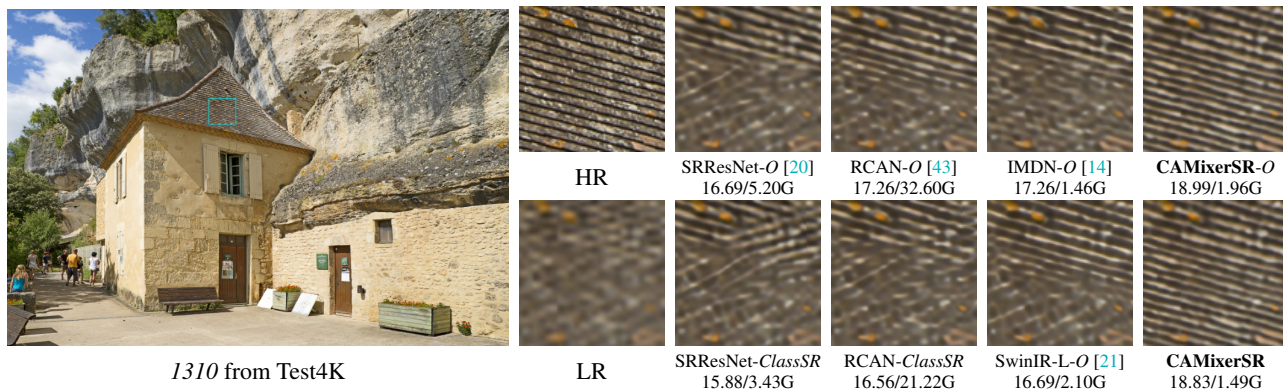 HR
SRResNet-O [20]
16.69/5.20G
RCAN-O [43]
17.26/32.60G
IMDN-O [14]
17.26/1.46G
CAMixerSR-O
18.99/1.96G
1310 from Test4K
LR
SRResNet-ClassSR
15.88/3.43G
RCAN-ClassSR
16.56/21.22G
SwinIR-L-O [21]
16.69/2.10G
CAMixerSR
18.83/1.49G